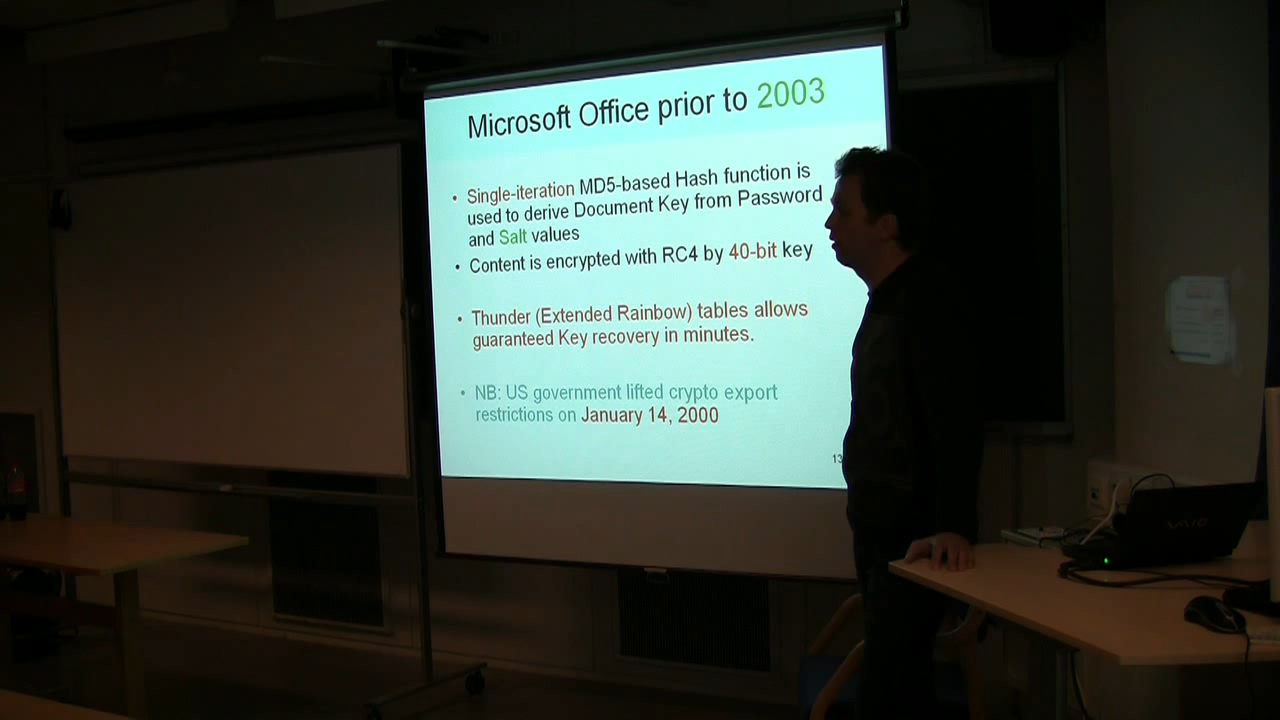 Microsoft Office prior to 2003
• Single-iteration MD5-based Hash function is
used to derive Document Key from Password
and Salt values
• Content is encrypted with RC4 by 40-bit key
• Thunder (Extended Rainbow) tables allows
guaranteed Key recovery in minutes.
• NB: US government lifted crypto export
restrictions on January 14, 2000
13
VAIO